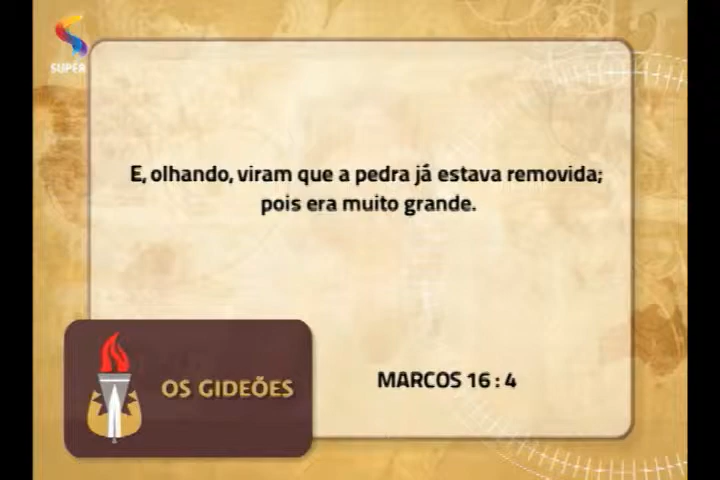 SUPER
E, olhando, viram que a pedra já estava removida;
pois era muito grande.
OS GIDEÕES
MARCOS 16 : 4